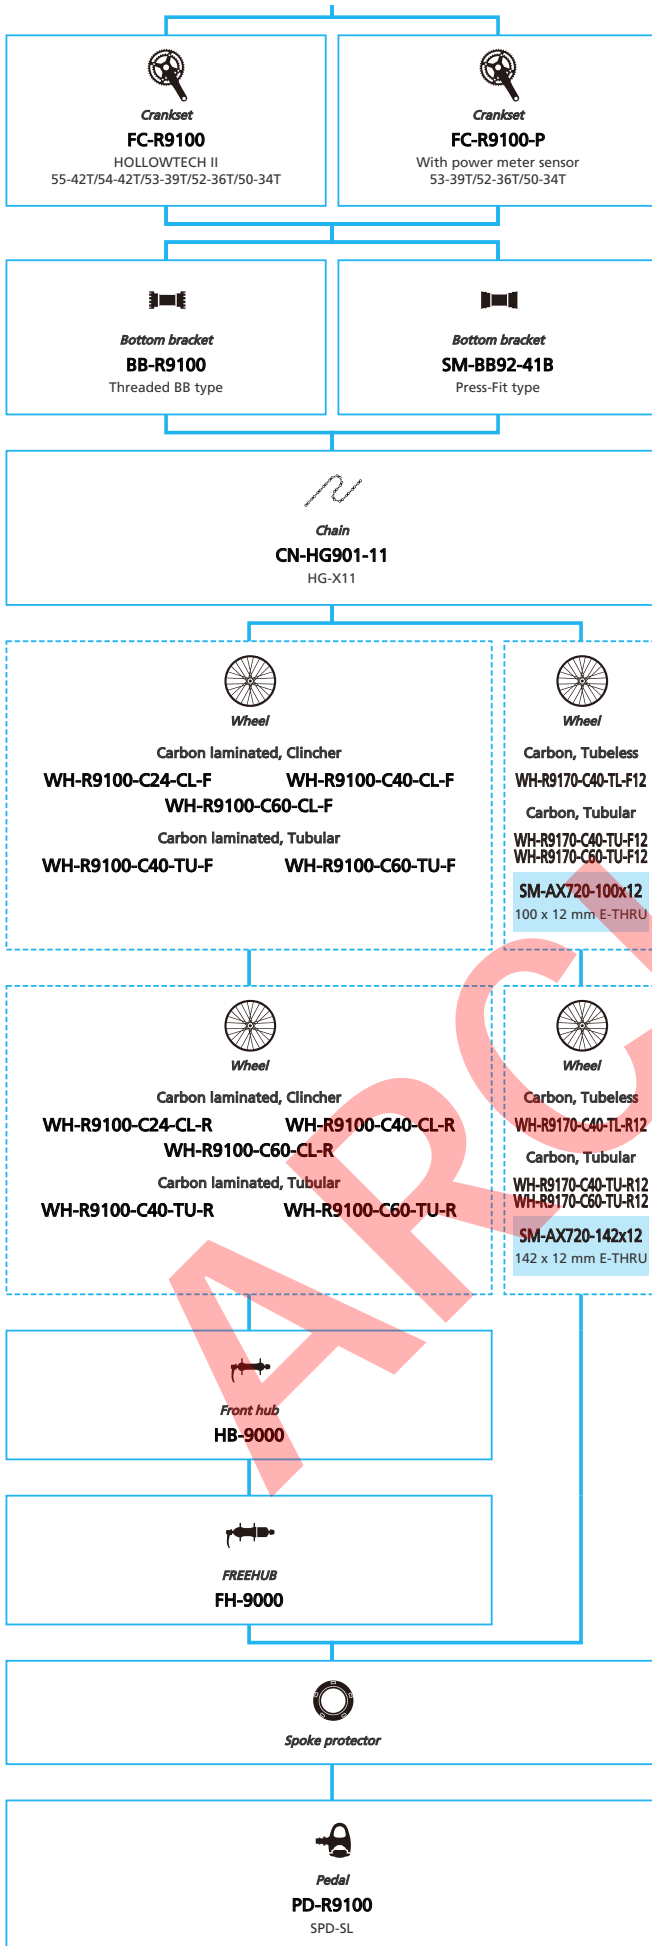 Crankset
FC-R9100
HOLLOWTECH II
55-42T/54-42T/53-39T/52-36T/50-34T
Crankset
FC-R9100-P
With power meter sensor
53-39T/52-36T/50-34T
Bottom bracket
BB-R9100
Threaded BB type
Bottom bracket
SM-BB92-41B
Press-Fit type
Chain
CN-HG901-11
HG-X11
Wheel
Carbon laminated, Clincher
WH-R9100-C24-CL-F WH-R9100-C40-CL-F
WH-R9100-C60-CL-F
Carbon laminated, Tubular
WH-R9100-C40-TU-F WH-R9100-C60-TU-F
Wheel
Carbon, Tubeless
WH-R9170-C40-TL-F12
Carbon, Tubular
WH-R9170-C40-TU-F12
WH-R9170-C60-TU-F12
SM-AX720-100x12
100 x 12 mm E-THRU
Wheel
Carbon laminated, Clincher
WH-R9100-C24-CL-R WH-R9100-C40-CL-R
WH-R9100-C60-CL-R
Carbon laminated, Tubular
WH-R9100-C40-TU-R WH-R9100-C60-TU-R
Wheel
Carbon, Tubeless
WH-R9170-C40-TL-R12
Carbon, Tubular
WH-R9170-C40-TU-R12
WH-R9170-C60-TU-R12
SM-AX720-142x12
142 x 12 mm E-THRU
Front hub
HB-9000
FREEHUB
FH-9000
Spoke protector
Pedal
PD-R9100
SPD-SL
ARC